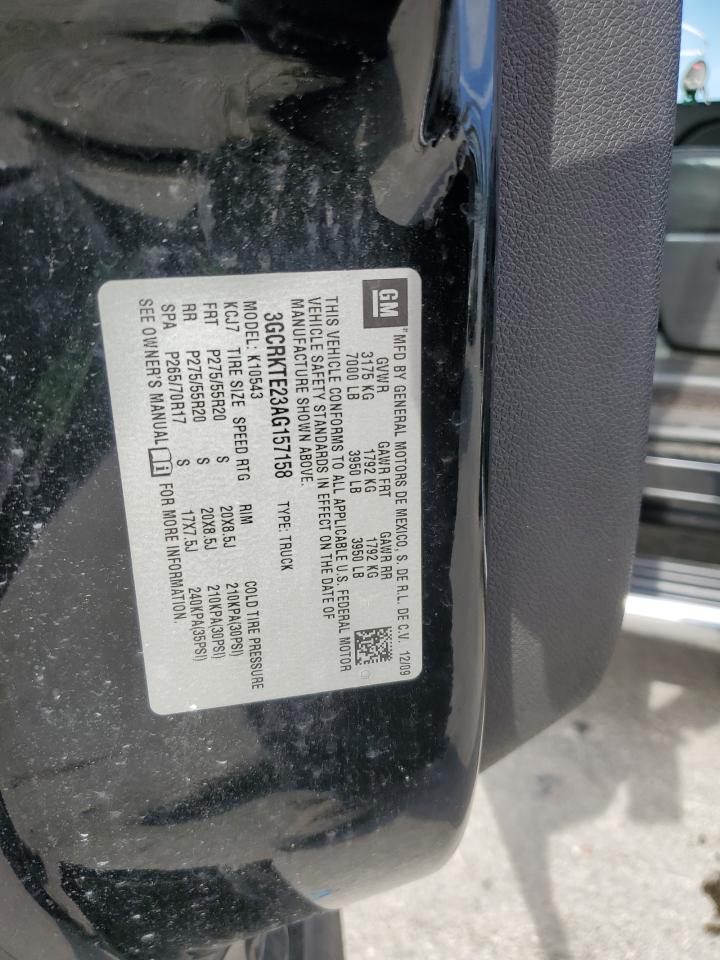 GM
MFD BY GENERAL MOTORS DE MEXICO, S. DE R.L. DE C.V. 12/09
GVWR GAWR FRT GAWR RR
3175 KG 1792 KG 1792 KG
7000 LB 3950 LB 3950 LB
THIS VEHICLE CONFORMS TO ALL APPLICABLE U.S. FEDERAL MOTOR
VEHICLE SAFETY STANDARDS IN EFFECT ON THE DATE OF
MANUFACTURE SHOWN ABOVE.
3GCRKTE23AG157158 TYPE: TRUCK
MODEL: K10543
KCJ7 TIRE SIZE SPEED RTG RIM COLD TIRE PRESSURE
FRT P275/55R20 S 20X8.5J 210KPA(30PSI)
RR P275/55R20 S 20X8.5J 210KPA(30PSI)
SPA P265/70R17 S 17X7.5J 240KPA(35PSI)
SEE OWNER'S MANUAL i FOR MORE INFORMATION.